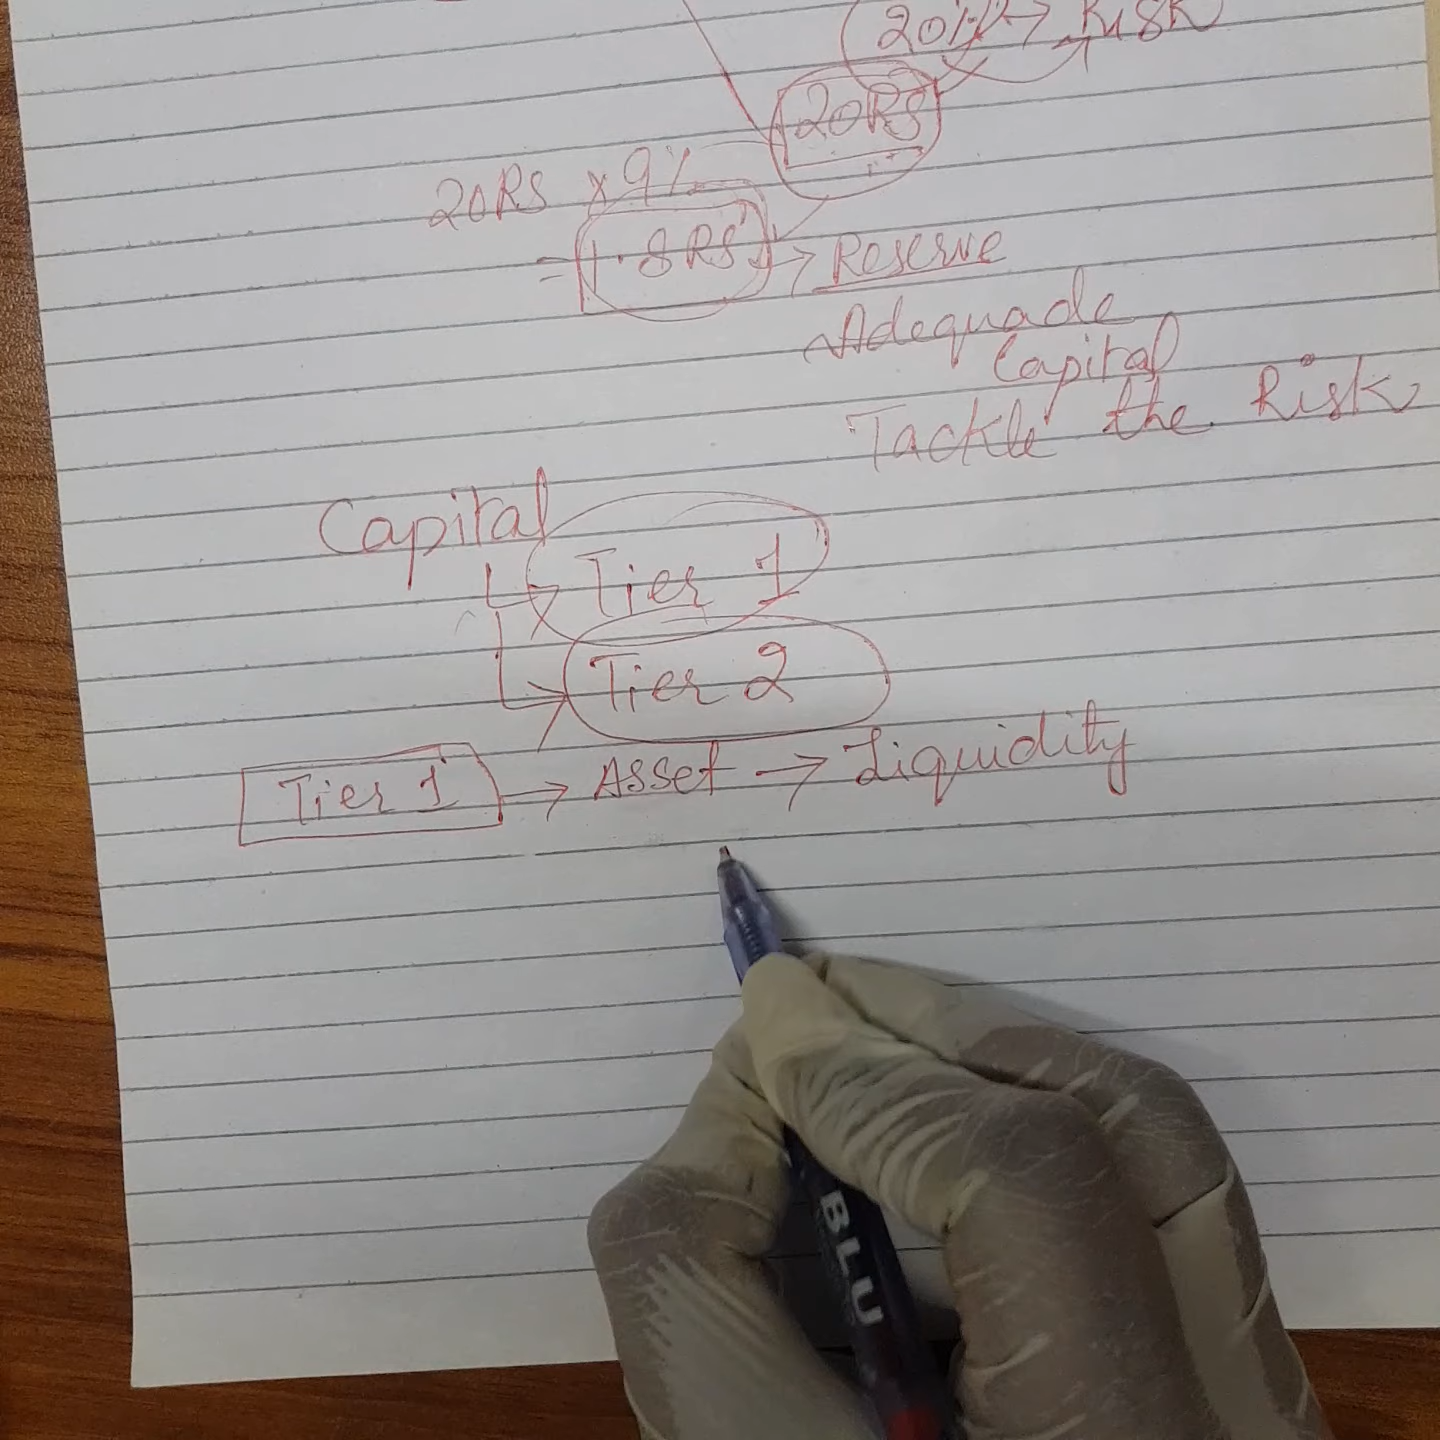 20% → Risk
20RS
20RS × 9%
= 1.8RS → Reserve
Adequade
Capital
Tackle the Risk
Capital
Tier 1
Tier 2
Tier 1 → Asset → Liquidity
BLU